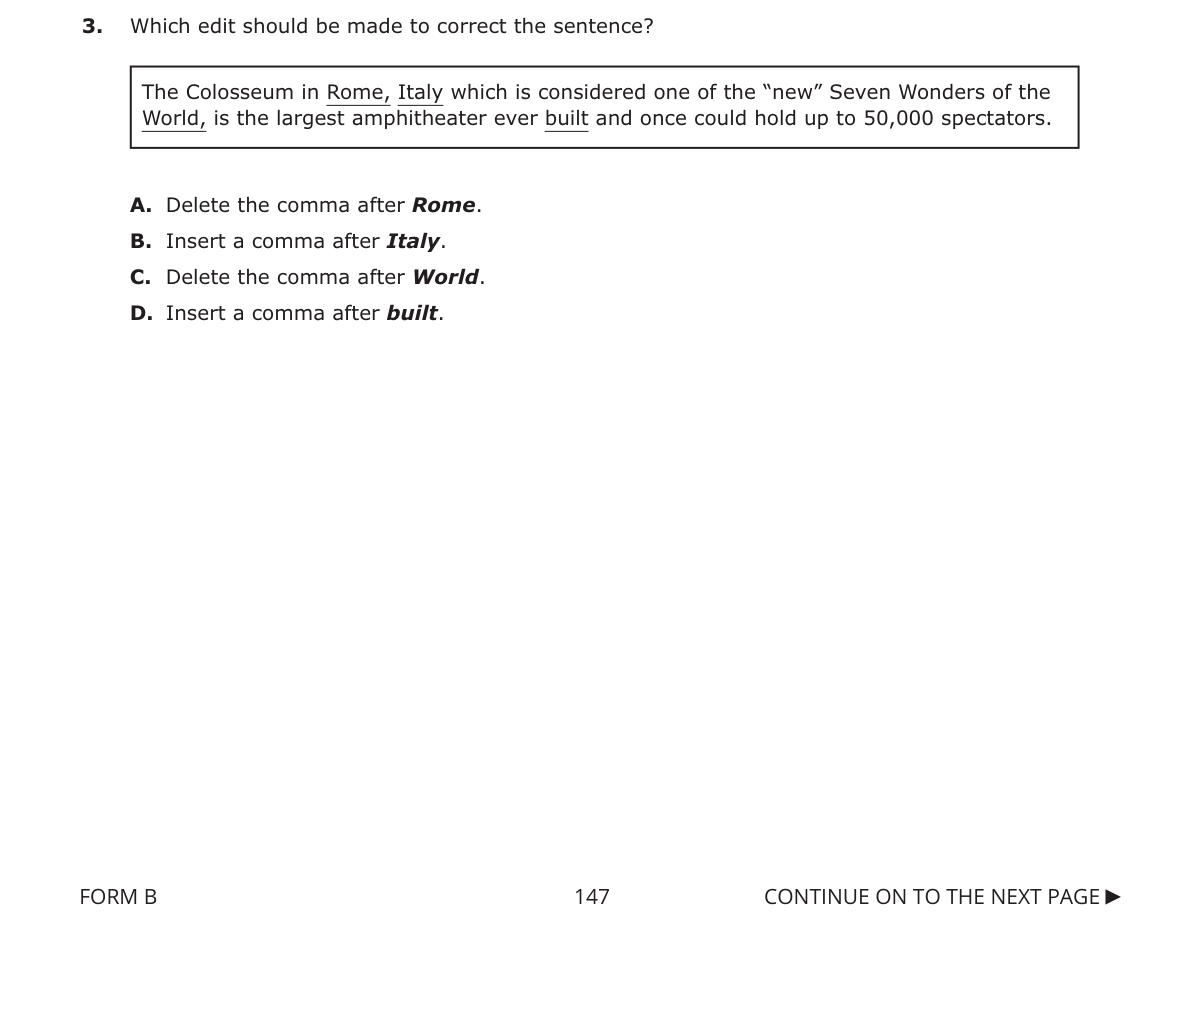 3. Which edit should be made to correct the sentence?
The Colosseum in Rome, Italy which is considered one of the “new” Seven Wonders of the
World, is the largest amphitheater ever built and once could hold up to 50,000 spectators.
A. Delete the comma after Rome.
B. Insert a comma after Italy.
C. Delete the comma after World.
D. Insert a comma after built.
FORM B 147 CONTINUE ON TO THE NEXT PAGE ▶